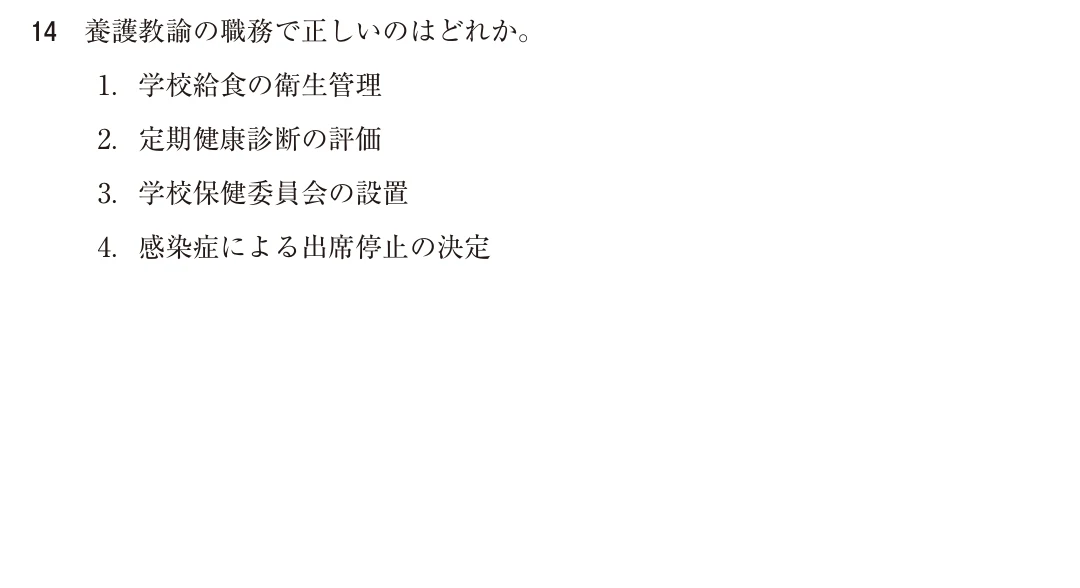 14 養護教諭の職務で正しいのはどれか。
1. 学校給食の衛生管理
2. 定期健康診断の評価
3. 学校保健委員会の設置
4. 感染症による出席停止の決定